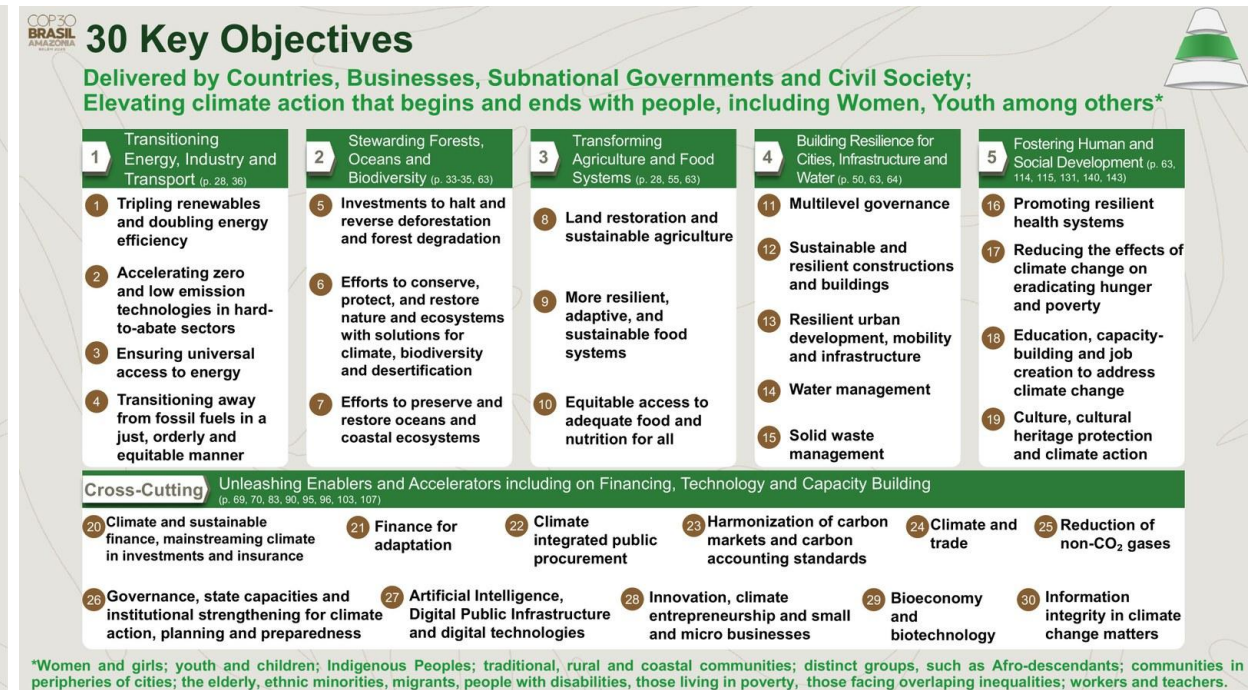 COP30
BRASIL
AMAZÔNIA
30 Key Objectives
Delivered by Countries, Businesses, Subnational Governments and Civil Society;
Elevating climate action that begins and ends with people, including Women, Youth among others*
1
Transitioning
Energy, Industry and
Transport (p. 28, 36)
1 Tripling renewables
and doubling energy
efficiency
2 Accelerating zero
and low emission
technologies in hard-
to-abate sectors
3 Ensuring universal
access to energy
4 Transitioning away
from fossil fuels in a
just, orderly and
equitable manner
2
Stewarding Forests,
Oceans and
Biodiversity (p. 33-35, 63)
5 Investments to halt and
reverse deforestation
and forest degradation
6 Efforts to conserve,
protect, and restore
nature and ecosystems
with solutions for
climate, biodiversity
and desertification
7 Efforts to preserve and
restore oceans and
coastal ecosystems
3
Transforming
Agriculture and Food
Systems (p. 28, 55, 63)
8 Land restoration and
sustainable agriculture
9 More resilient,
adaptive, and
sustainable food
systems
10 Equitable access to
adequate food and
nutrition for all
4
Building Resilience for
Cities, Infrastructure and
Water (p. 50, 63, 64)
11 Multilevel governance
12 Sustainable and
resilient constructions
and buildings
13 Resilient urban
development, mobility
and infrastructure
14 Water management
15 Solid waste
management
5
Fostering Human and
Social Development (p. 63,
114, 115, 131, 140, 143)
16 Promoting resilient
health systems
17 Reducing the effects of
climate change on
eradicating hunger
and poverty
18 Education, capacity-
building and job
creation to address
climate change
19 Culture, cultural
heritage protection
and climate action
Cross-Cutting
Unleashing Enablers and Accelerators including on Financing, Technology and Capacity Building
(p. 69, 70, 83, 90, 95, 96, 103, 107)
20 Climate and sustainable
finance, mainstreaming climate
in investments and insurance
21 Finance for
adaptation
22 Climate
integrated public
procurement
23 Harmonization of carbon
markets and carbon
accounting standards
24 Climate and
trade
25 Reduction of
non-CO₂ gases
26 Governance, state capacities and
institutional strengthening for climate
action, planning and preparedness
27 Artificial Intelligence,
Digital Public Infrastructure
and digital technologies
28 Innovation, climate
entrepreneurship and small
and micro businesses
29 Bioeconomy
and
biotechnology
30 Information
integrity in climate
change matters
*Women and girls; youth and children; Indigenous Peoples; traditional, rural and coastal communities; distinct groups, such as Afro-descendants; communities in
peripheries of cities; the elderly, ethnic minorities, migrants, people with disabilities, those living in poverty, those facing overlaping inequalities; workers and teachers.